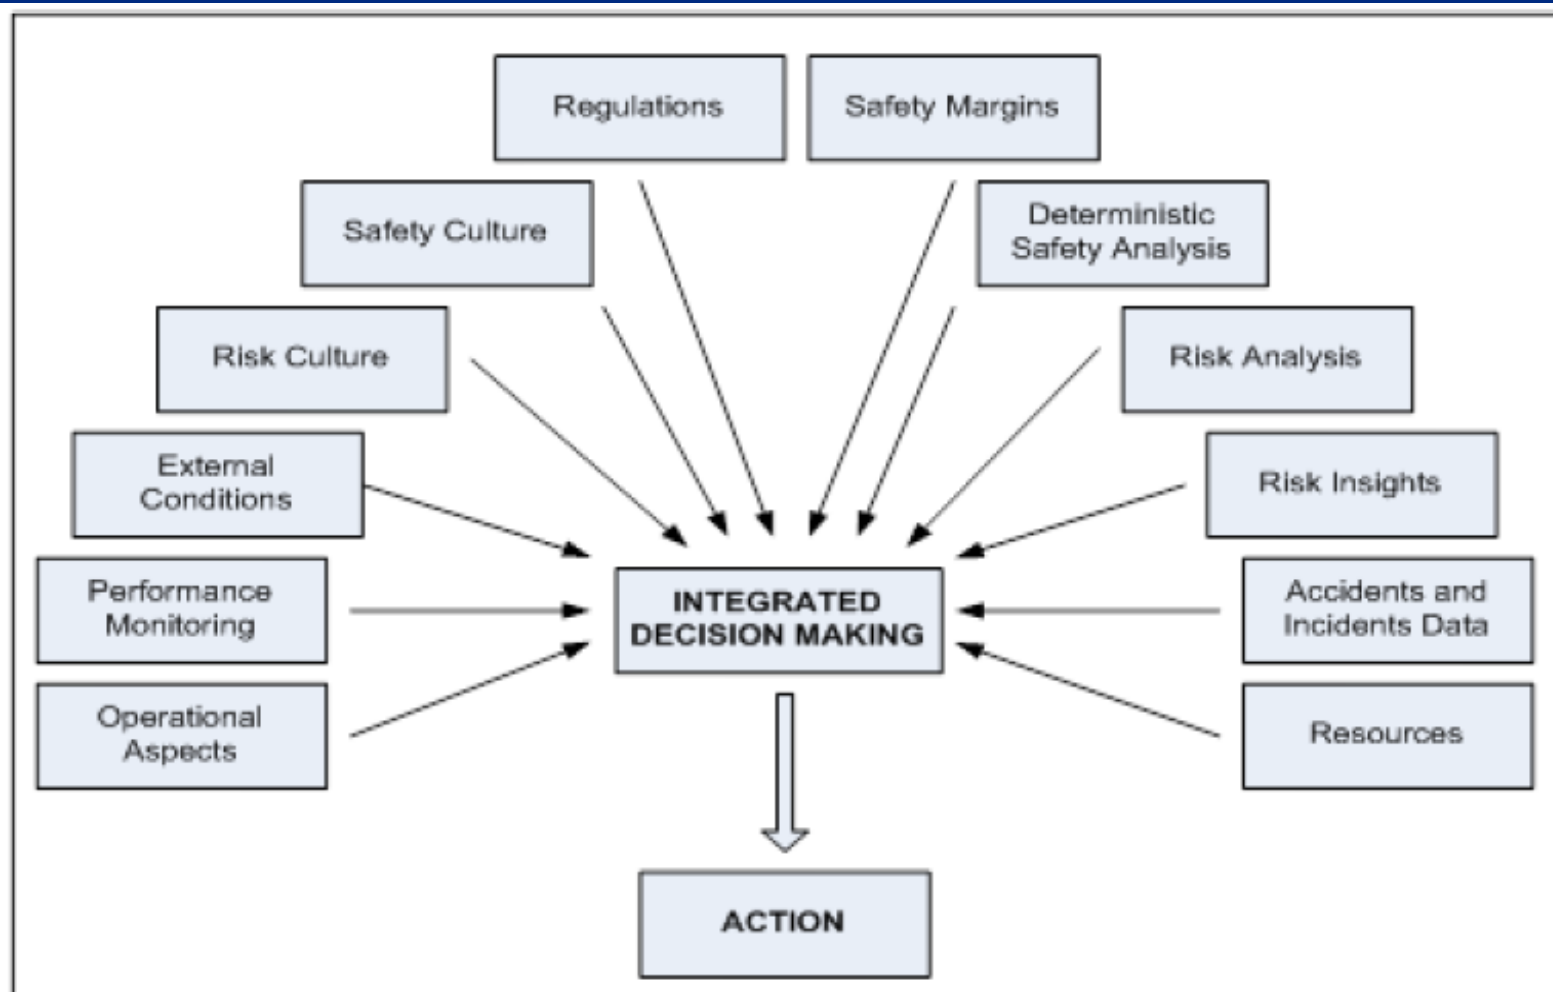 Regulations
Safety Margins
Safety Culture
Deterministic
Safety Analysis
Risk Culture
Risk Analysis
External
Conditions
Risk Insights
Performance
Monitoring
INTEGRATED
DECISION MAKING
Accidents and
Incidents Data
Operational
Aspects
Resources
ACTION